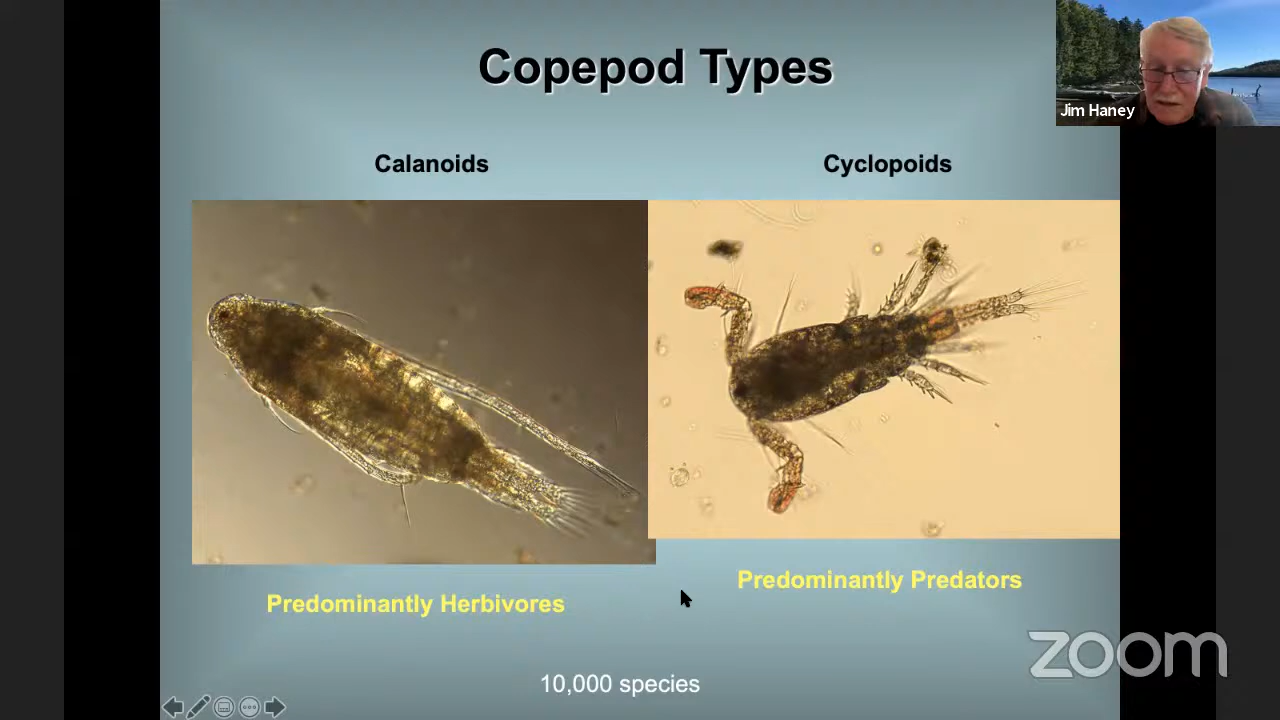 Copepod Types
Jim Haney
Calanoids
Cyclopoids
Predominantly Predators
Predominantly Herbivores
zoom
10,000 species